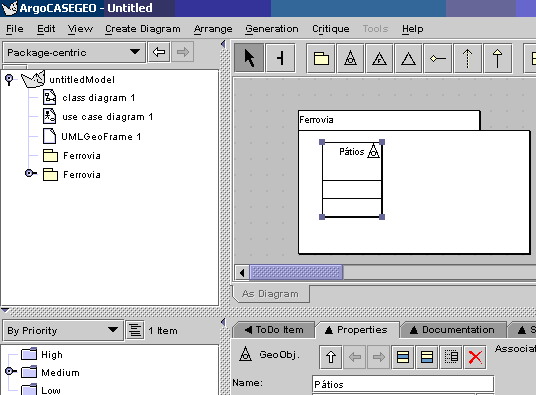 ArgoCASEGEO - Untitled
File Edit View Create Diagram Arrange Generation Critique Tools Help
Package-centric
untitledModel
class diagram 1
use case diagram 1
UMLGeoFrame 1
Ferrovia
Ferrovia
Ferrovia
Pátios
As Diagram
By Priority 1 Item
High
Medium
Low
ToDo Item Properties Documentation S
GeoObj. Associat
Name: Pátios